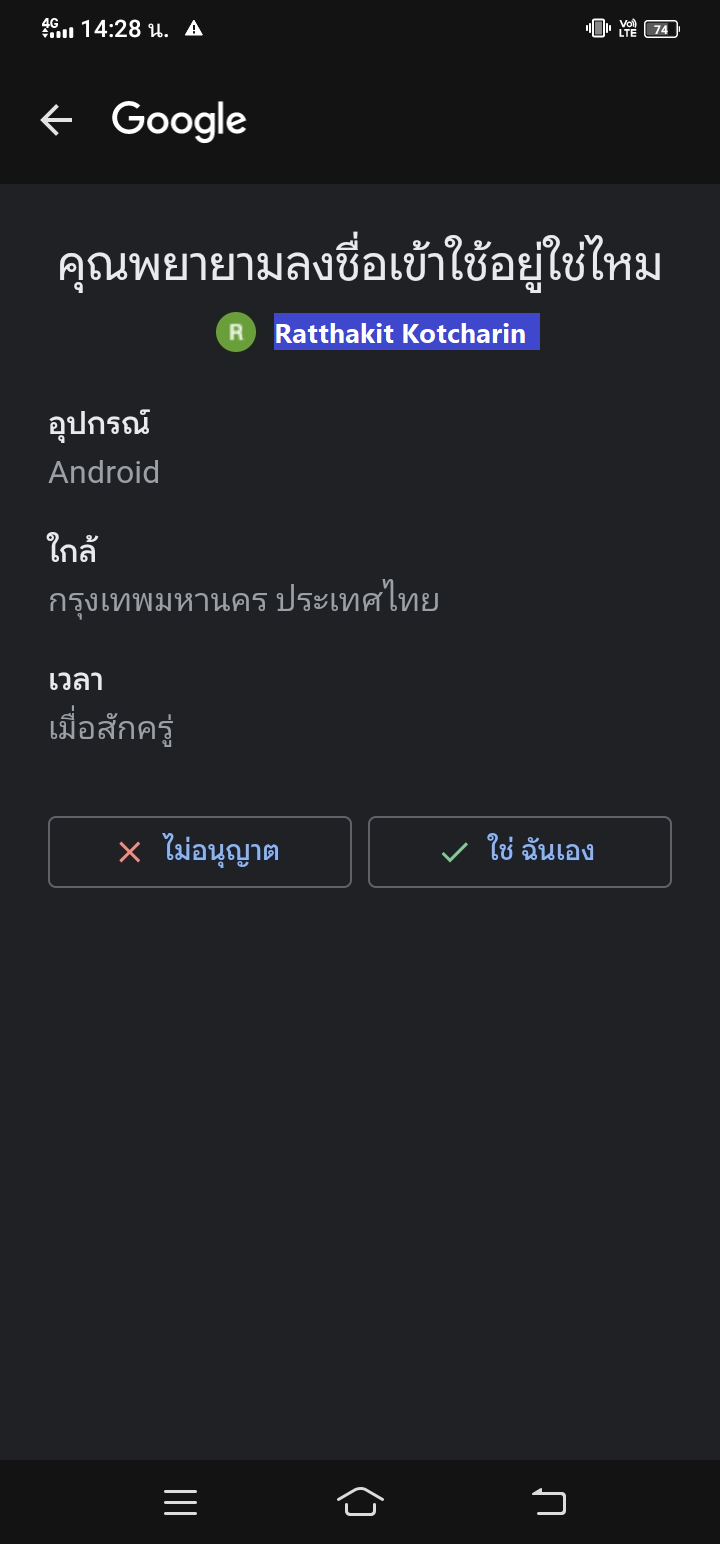 4G 14:28 น. Vo) LTE 74
Google
คุณพยายามลงชื่อเข้าใช้อยู่ใช่ไหม
R Ratthakit Kotcharin
อุปกรณ์
Android
ใกล้
กรุงเทพมหานคร ประเทศไทย
เวลา
เมื่อสักครู่
ไม่อนุญาต ใช่ ฉันเอง